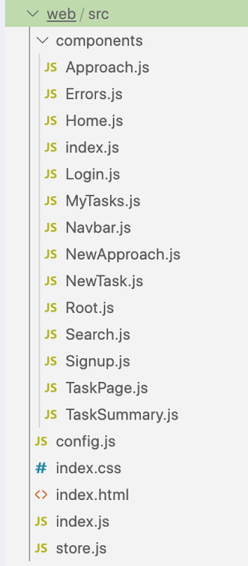 web / src
components
JS Approach.js
JS Errors.js
JS Home.js
JS index.js
JS Login.js
JS MyTasks.js
JS Navbar.js
JS NewApproach.js
JS NewTask.js
JS Root.js
JS Search.js
JS Signup.js
JS TaskPage.js
JS TaskSummary.js
JS config.js
# index.css
<> index.html
JS index.js
JS store.js